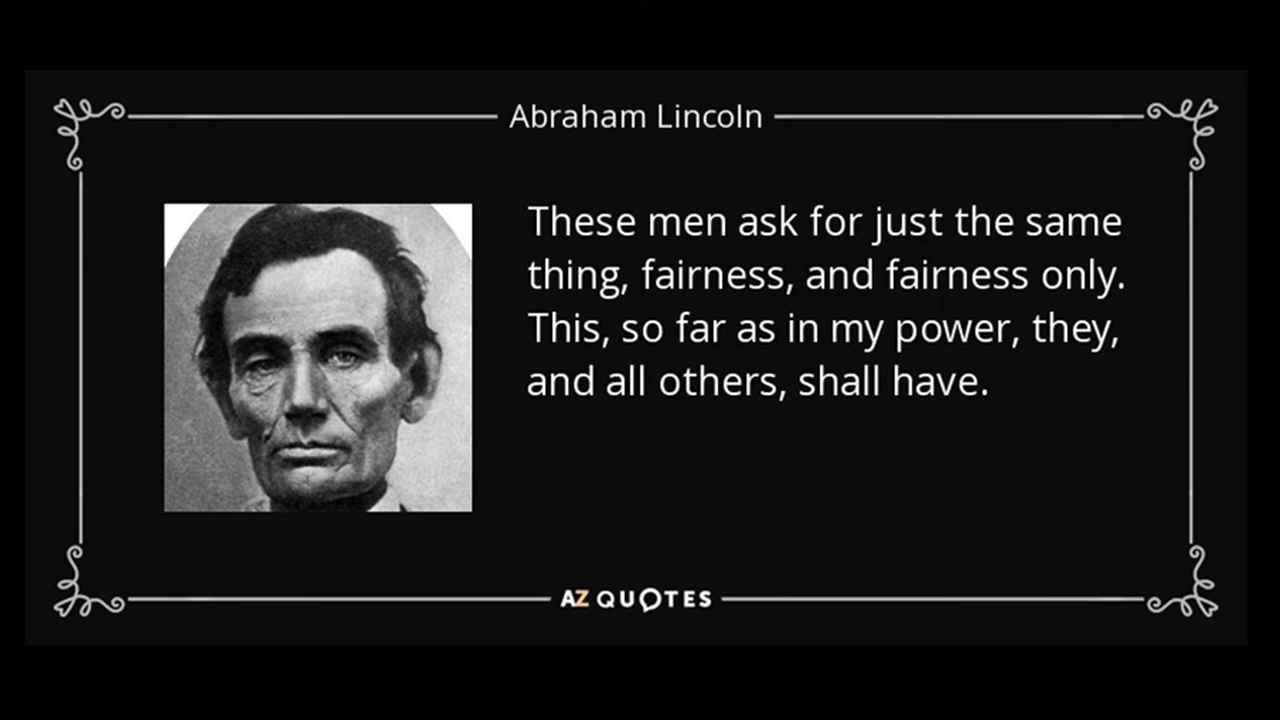 Abraham Lincoln
These men ask for just the same
thing, fairness, and fairness only.
This, so far as in my power, they,
and all others, shall have.
AZ QUOTES